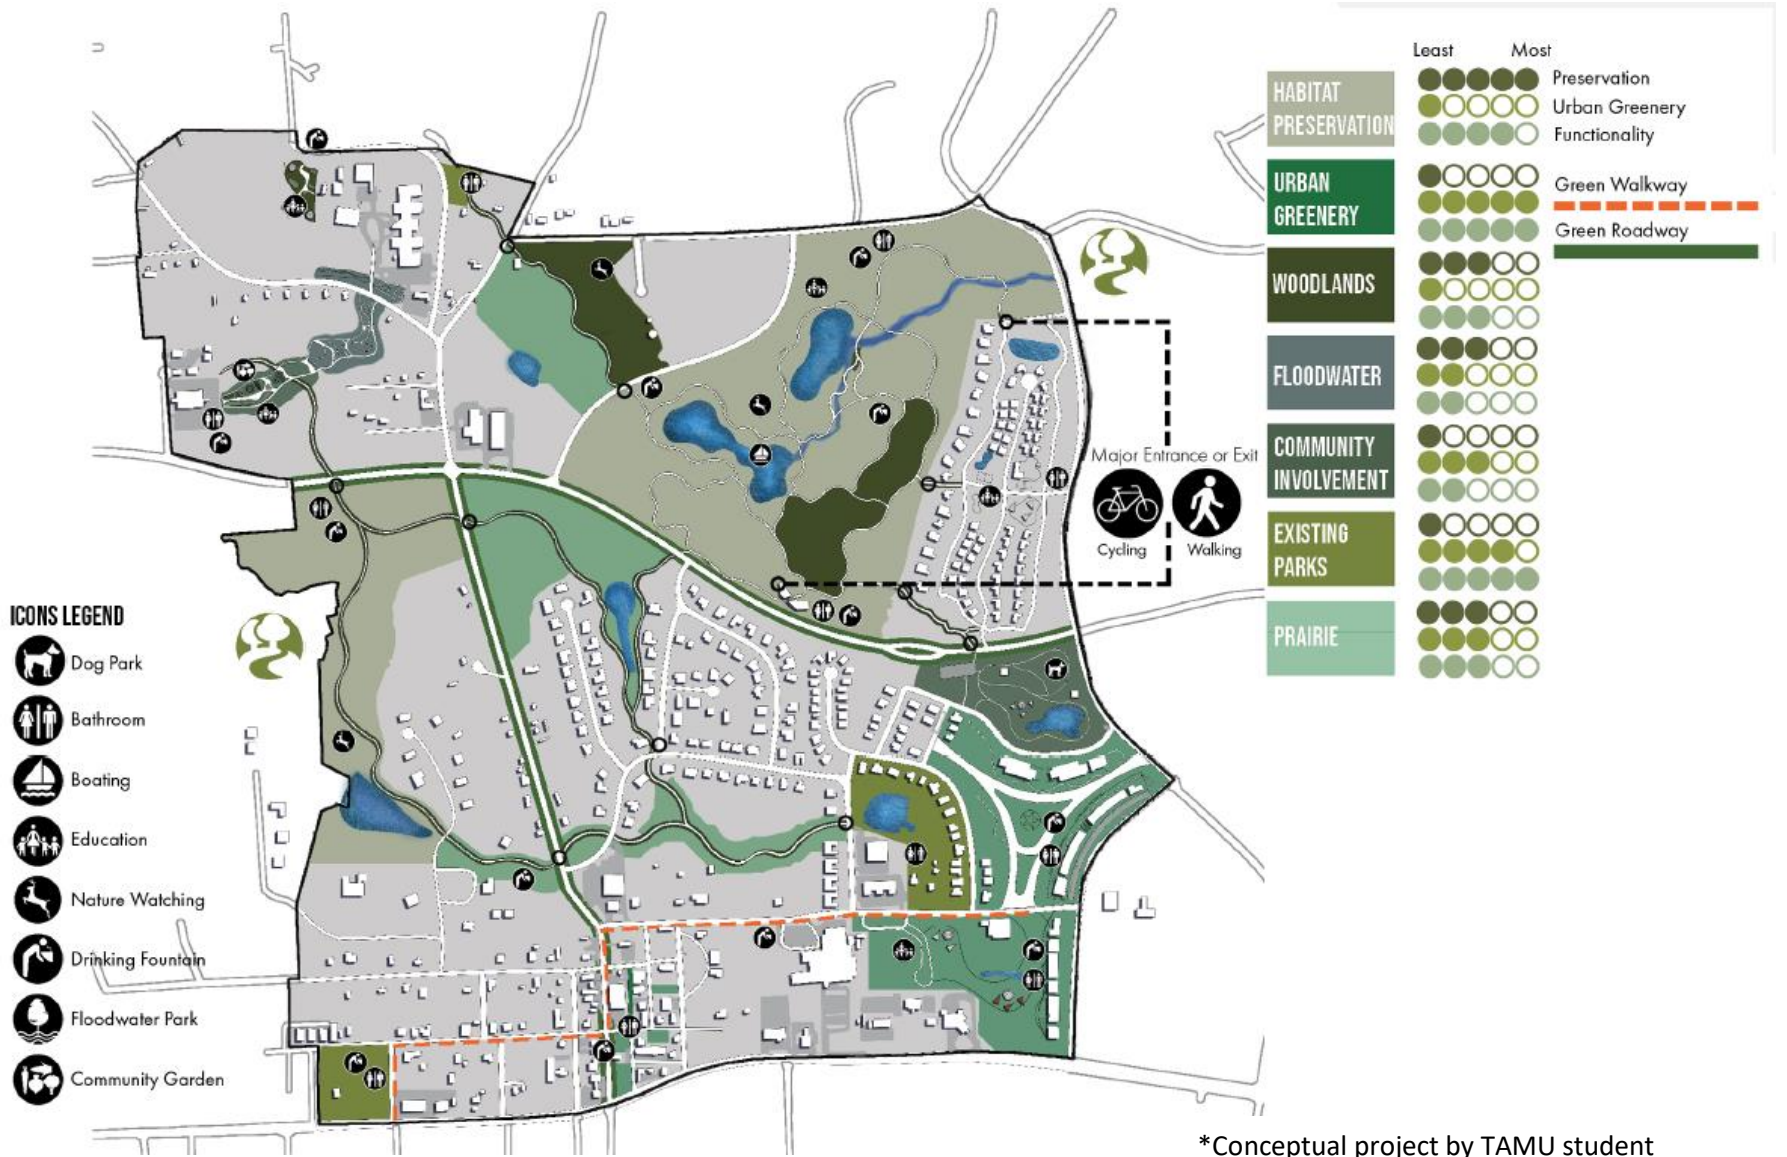 Least Most
HABITAT
PRESERVATION
Preservation
Urban Greenery
Functionality
URBAN
GREENERY
Green Walkway
Green Roadway
WOODLANDS
FLOODWATER
COMMUNITY
INVOLVEMENT
EXISTING
PARKS
PRAIRIE
Major Entrance or Exit
Cycling Walking
ICONS LEGEND
Dog Park
Bathroom
Boating
Education
Nature Watching
Drinking Fountain
Floodwater Park
Community Garden
*Conceptual project by TAMU student